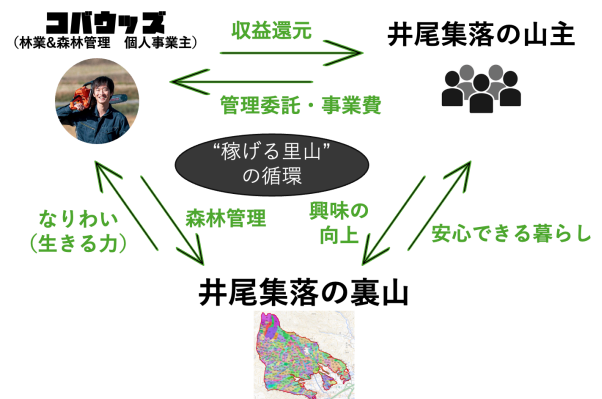 コバウッズ
（林業&森林管理　個人事業主）
収益還元
井尾集落の山主
管理委託・事業費
“稼げる里山”
の循環
なりわい
（生きる力）
森林管理
興味の
向上
安心できる暮らし
井尾集落の裏山